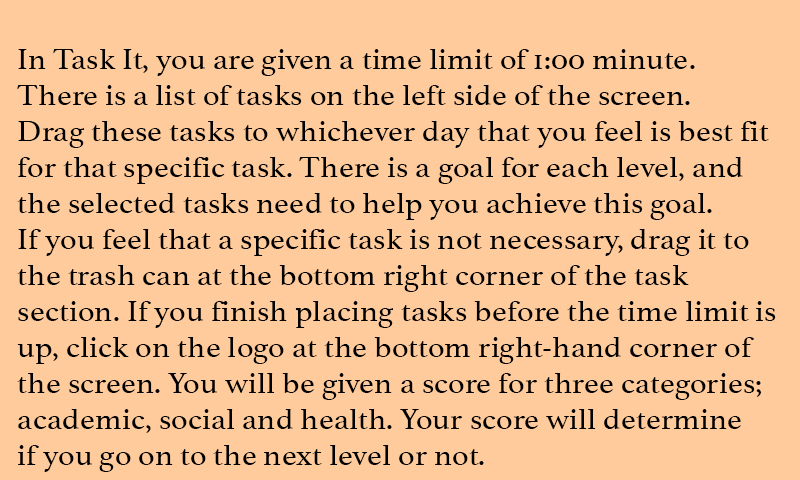 In Task It, you are given a time limit of 1:00 minute.
There is a list of tasks on the left side of the screen.
Drag these tasks to whichever day that you feel is best fit
for that specific task. There is a goal for each level, and
the selected tasks need to help you achieve this goal.
If you feel that a specific task is not necessary, drag it to
the trash can at the bottom right corner of the task
section. If you finish placing tasks before the time limit is
up, click on the logo at the bottom right-hand corner of
the screen. You will be given a score for three categories;
academic, social and health. Your score will determine
if you go on to the next level or not.